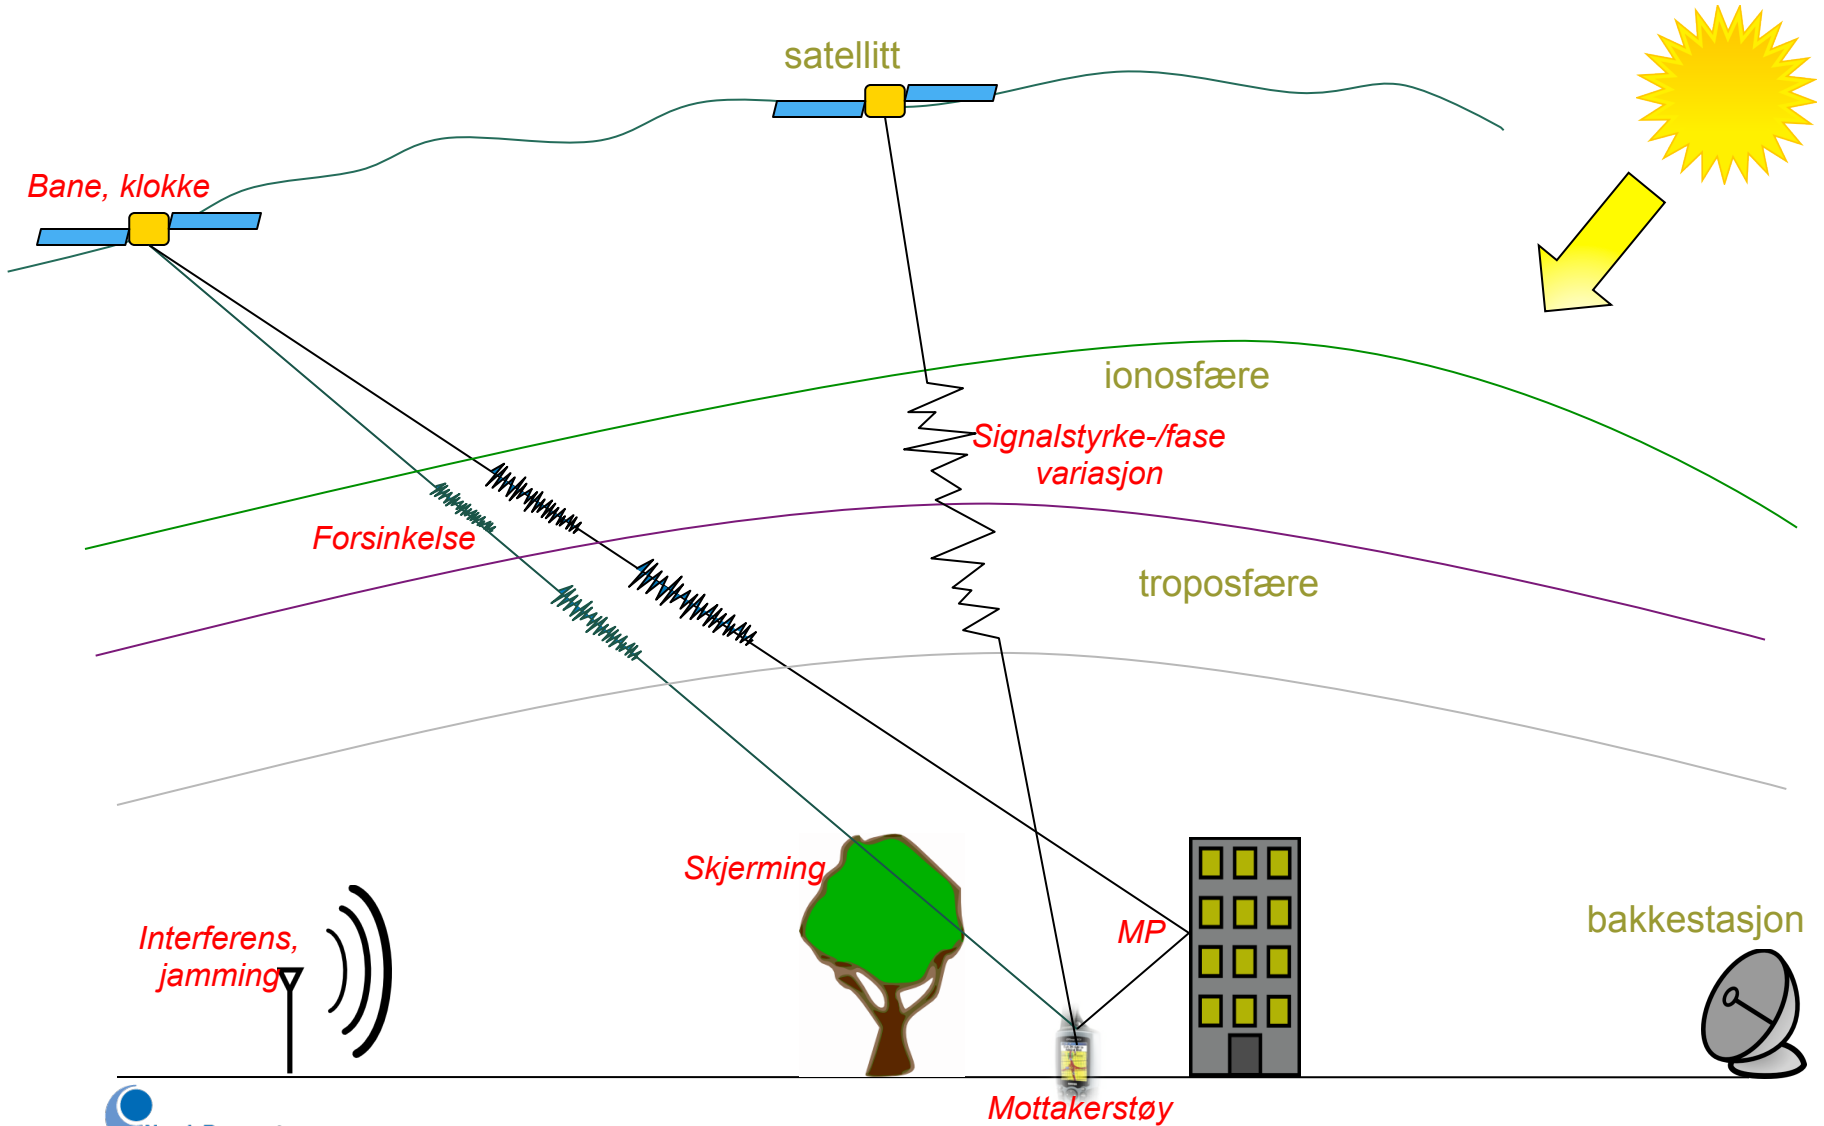 satellitt
Bane, klokke
ionosfære
Signalstyrke-/fase
variasjon
Forsinkelse
troposfære
Skjerming
MP
bakkestasjon
Interferens,
jamming
Mottakerstøy